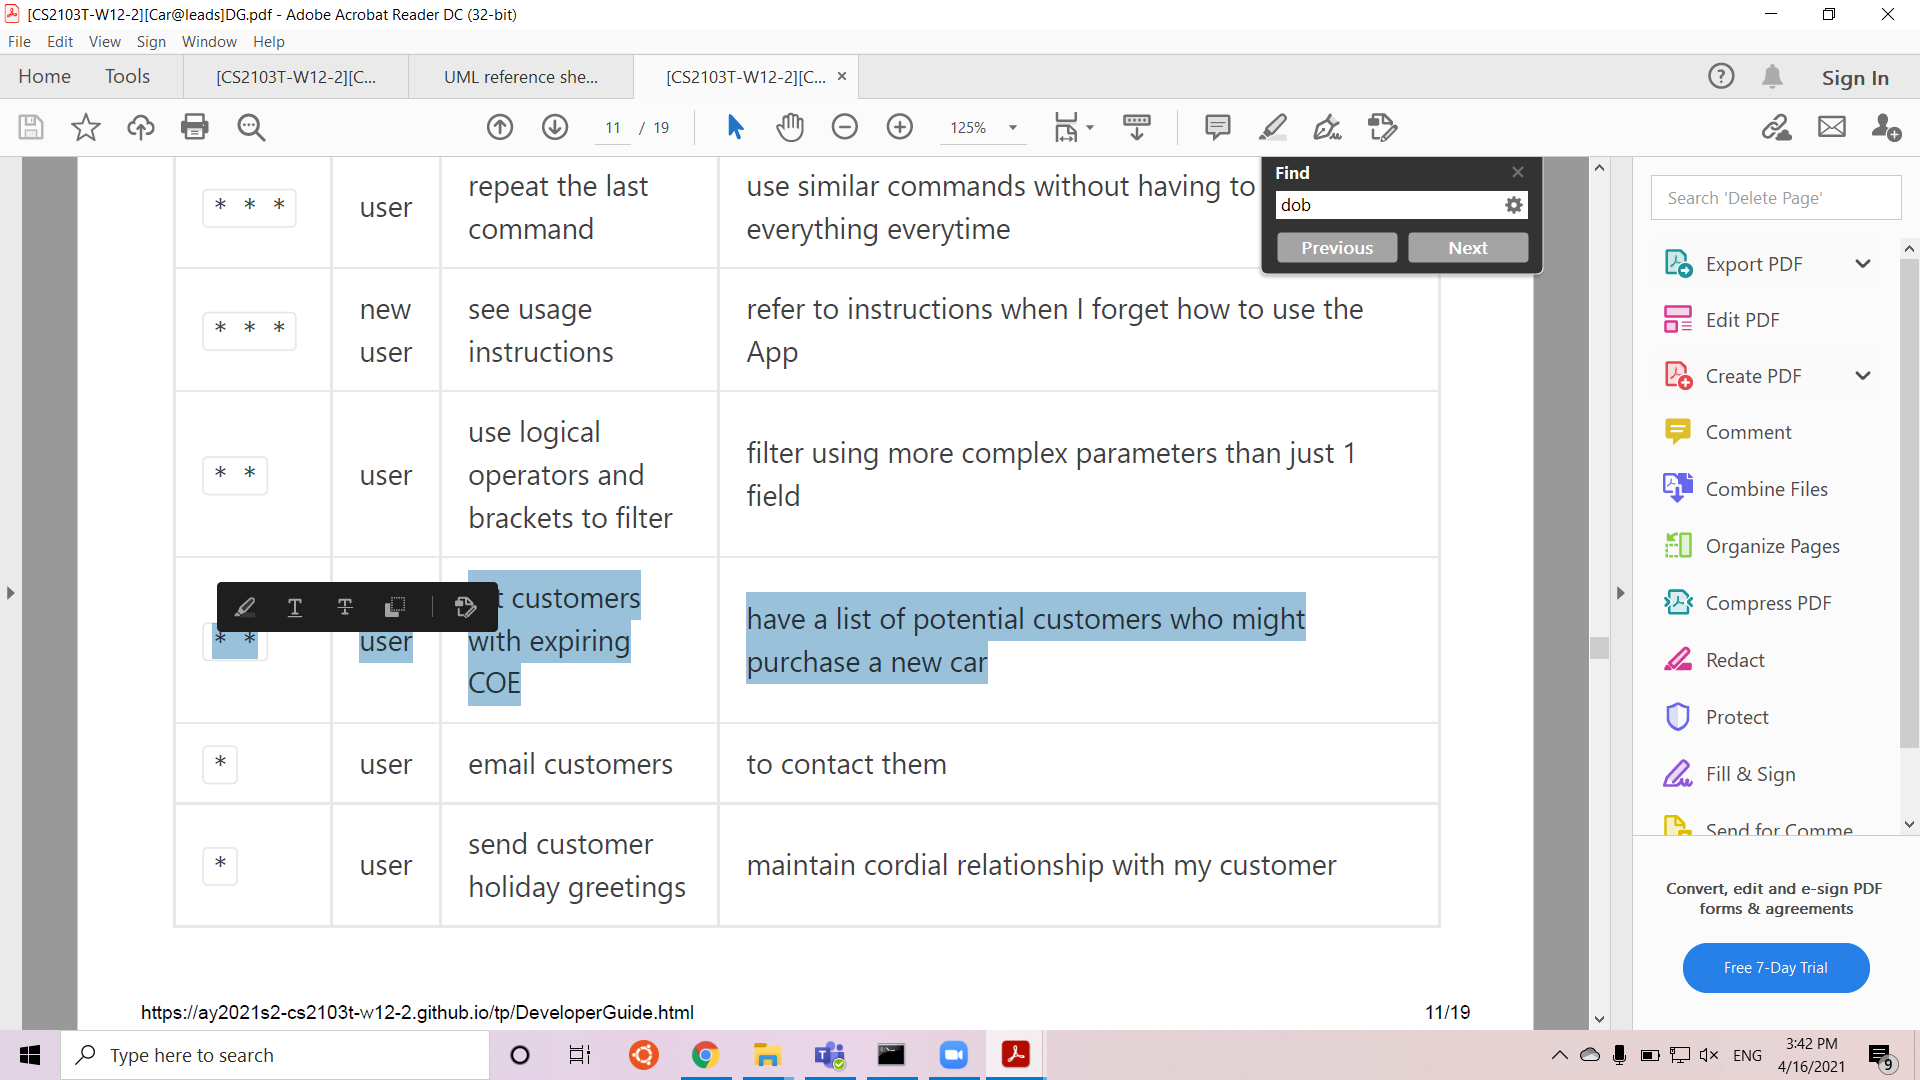 [CS2103T-W12-2][Car@leads]DG.pdf - Adobe Acrobat Reader DC (32-bit)
File Edit View Sign Window Help
Home Tools [CS2103T-W12-2][C... UML reference she... [CS2103T-W12-2][C... Sign In
11 / 19 125%
* * * user repeat the last command use similar commands without having to everything everytime
* * * new user see usage instructions refer to instructions when I forget how to use the App
* * user use logical operators and brackets to filter filter using more complex parameters than just 1 field
* * user customers with expiring COE have a list of potential customers who might purchase a new car
* user email customers to contact them
* user send customer holiday greetings maintain cordial relationship with my customer
https://ay2021s2-cs2103t-w12-2.github.io/tp/DeveloperGuide.html 11/19
Find
dob
Previous Next
Search 'Delete Page'
Export PDF
Edit PDF
Create PDF
Comment
Combine Files
Organize Pages
Compress PDF
Redact
Protect
Fill & Sign
Send for Comme
Convert, edit and e-sign PDF
forms & agreements
Free 7-Day Trial
Type here to search
ENG
3:42 PM
4/16/2021
9